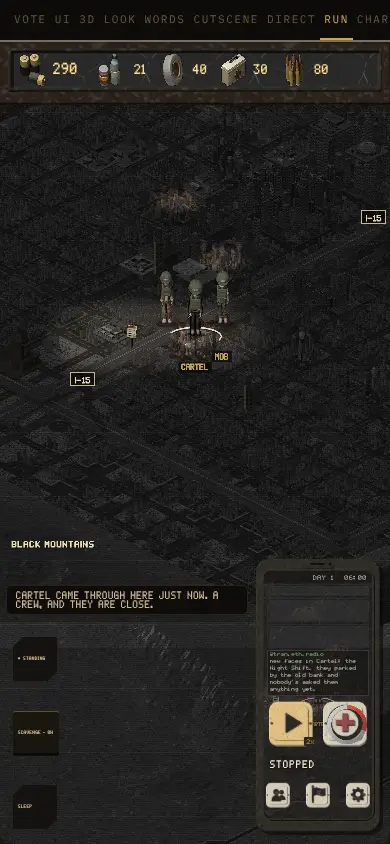 VOTE UI 3D LOOK WORDS CUTSCENE DIRECT RUN CHAR
290 21 40 30 80
I-15
MOB
CARTEL
I-15
BLACK MOUNTAINS
DAY 1 06:00
CARTEL CAME THROUGH HERE JUST NOW. A
CREW, AND THEY ARE CLOSE.
new faces in Cartel? the
Night Shift. they parked
by the old bank and
nobody's asked them
anything yet.
STANDING
SCAVENGE - ON
STOPPED
SLEEP